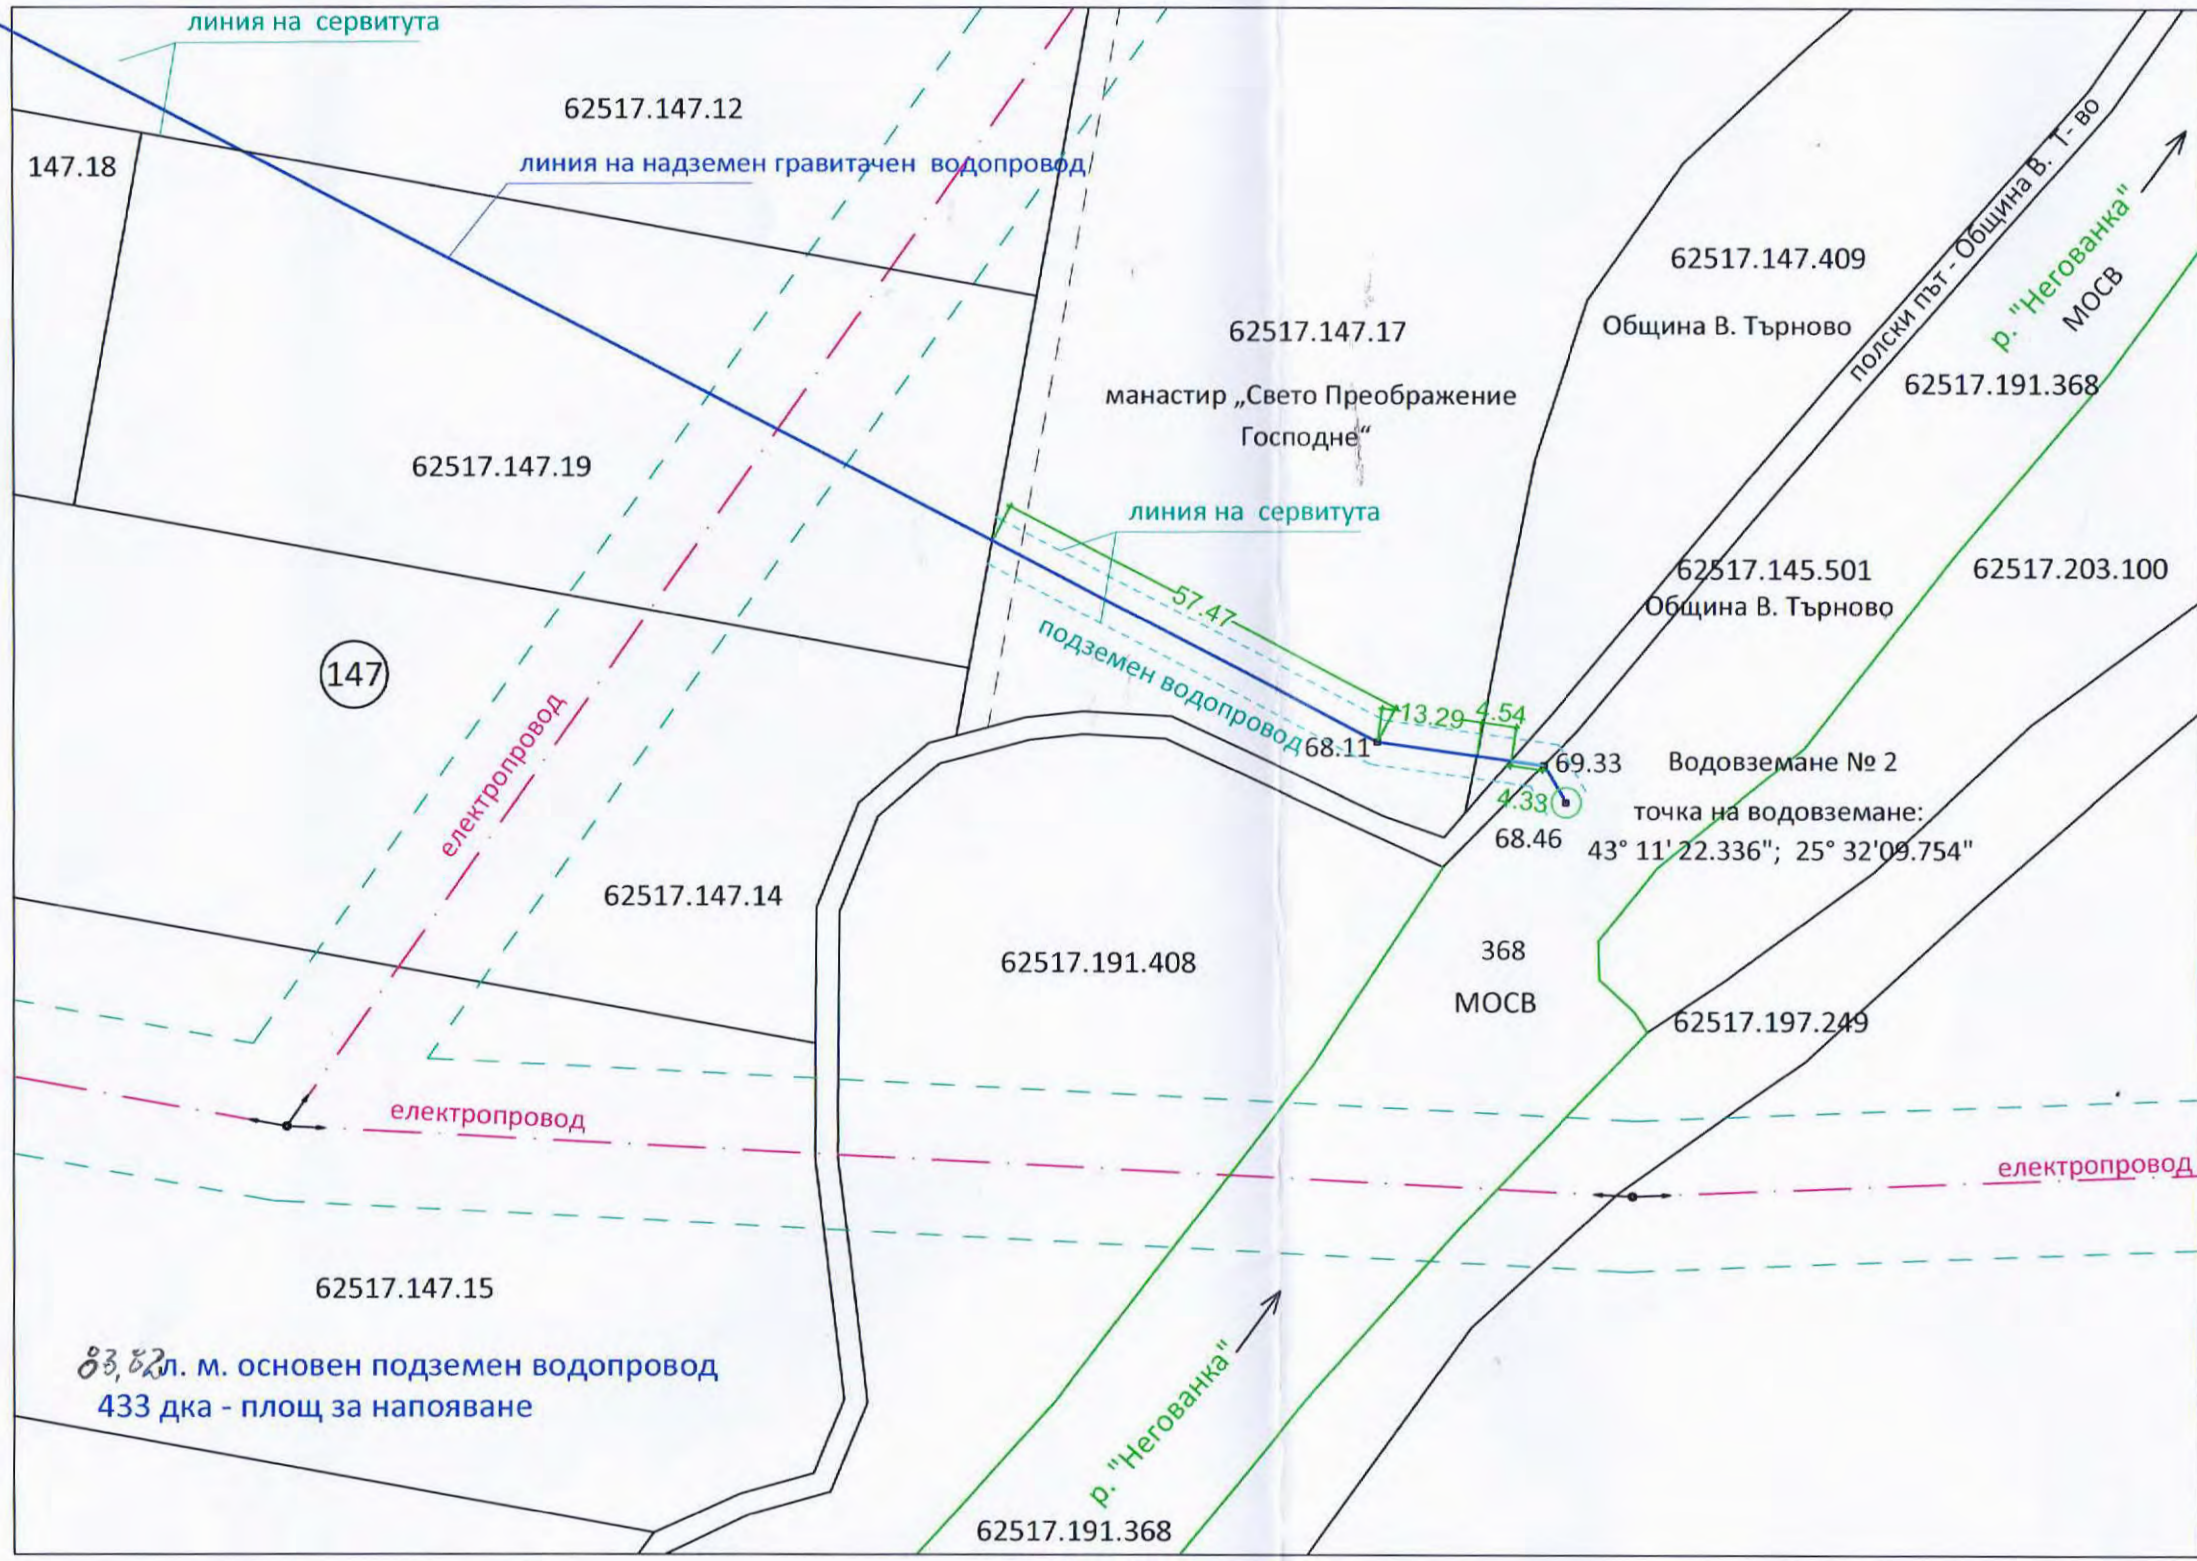 линия на сервитута
62517.147.12
147.18
линия на надземен гравитачен водопровод
62517.147.409
Община В. Търново
полски път - Община В. Т- во
р. "Негованка"
МОСВ
62517.191.368
62517.147.17
манастир „Свето Преображение
Господне“
62517.147.19
линия на сервитута
57.47
62517.145.501
Община В. Търново
62517.203.100
подземен водопровод
147
електропровод
13.29
4.54
68.11
69.33
4.33
68.46
Водовземане № 2
точка на водовземане:
43° 11' 22.336"; 25° 32'09.754"
62517.147.14
62517.191.408
368
МОСВ
62517.197.249
електропровод
електропровод
62517.147.15
83,82 л. м. основен подземен водопровод
433 дка - площ за напояване
р. "Негованка"
62517.191.368